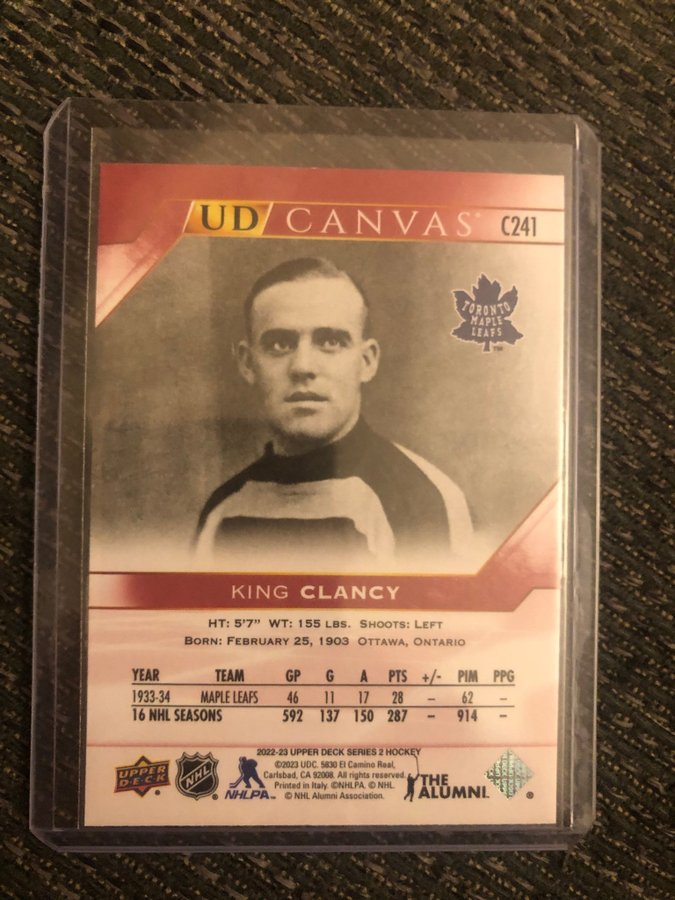 UD CANVAS C241
TORONTO
MAPLE
LEAFS
TM
KING CLANCY
HT: 5'7" WT: 155 LBS. SHOOTS: LEFT
BORN: FEBRUARY 25, 1903 OTTAWA, ONTARIO
YEAR TEAM GP G A PTS +/- PIM PPG
1933-34 MAPLE LEAFS 46 11 17 28 – 62 –
16 NHL SEASONS 592 137 150 287 – 914 –
2022-23 UPPER DECK SERIES 2 HOCKEY
©2023 UDC. 5830 El Camino Real,
Carlsbad, CA 92008. All rights reserved.
Printed in Italy. ©NHLPA. © NHL
© NHL Alumni Association.
UPPER
DECK
NHL
NHLPA
THE
ALUMNI